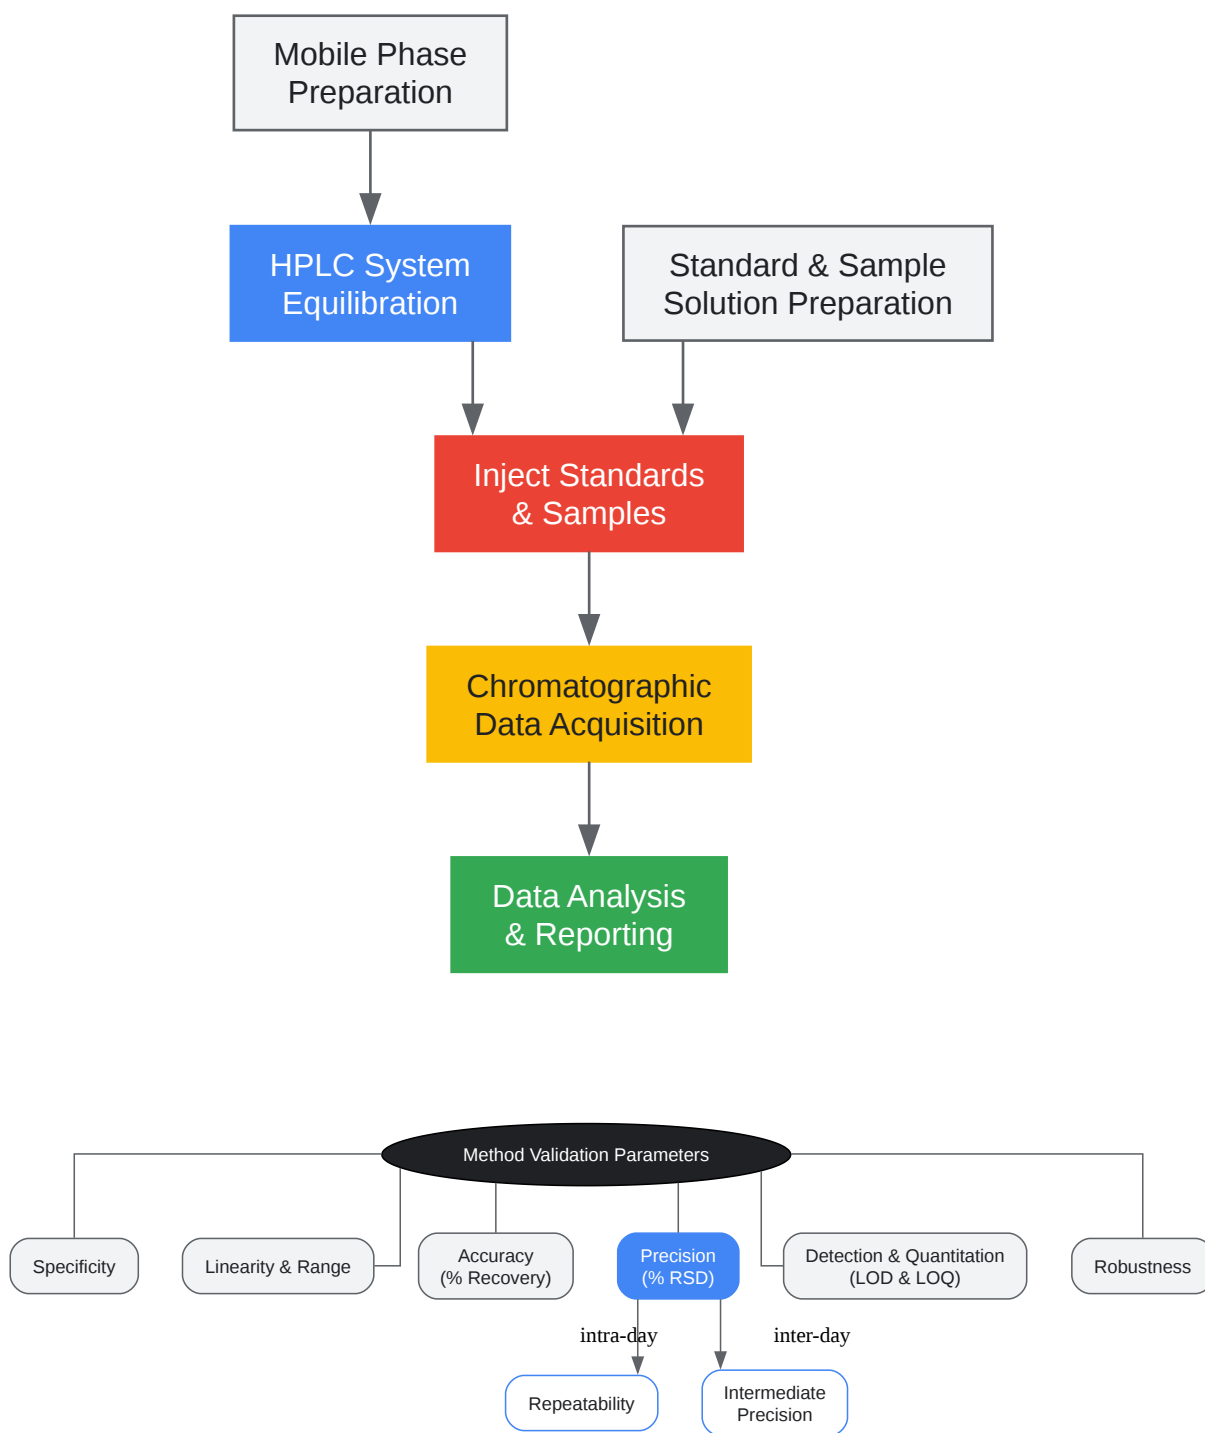 Mobile Phase
Preparation
HPLC System
Equilibration
Standard & Sample
Solution Preparation
Inject Standards
& Samples
Chromatographic
Data Acquisition
Data Analysis
& Reporting
Method Validation Parameters
Specificity
Linearity & Range
Accuracy
(% Recovery)
Precision
(% RSD)
Detection & Quantitation
(LOD & LOQ)
Robustness
intra-day
inter-day
Repeatability
Intermediate
Precision